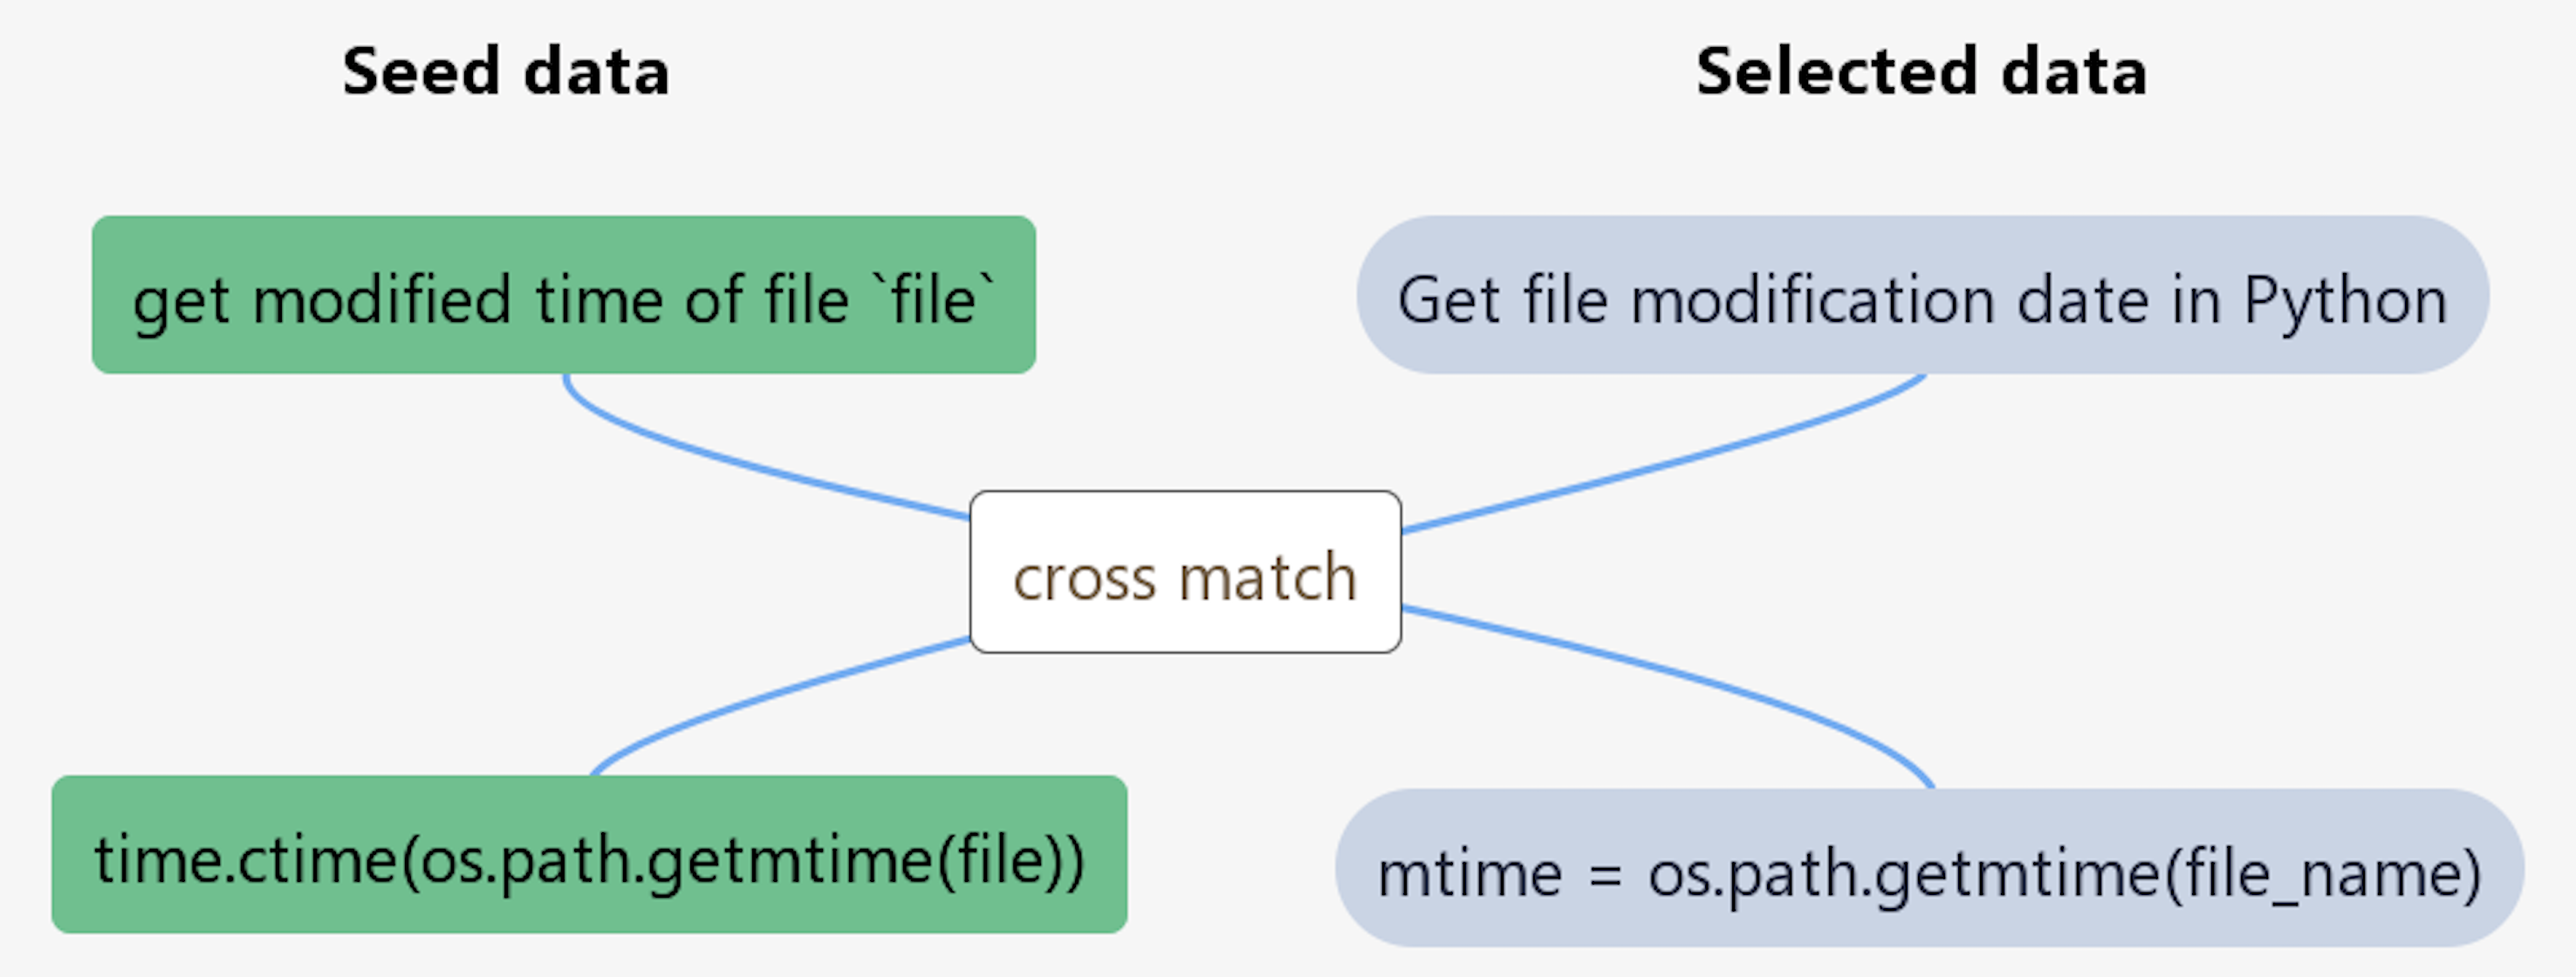 Seed data
Selected data
get modified time of file `file`
Get file modification date in Python
cross match
time.ctime(os.path.getmtime(file))
mtime = os.path.getmtime(file_name)